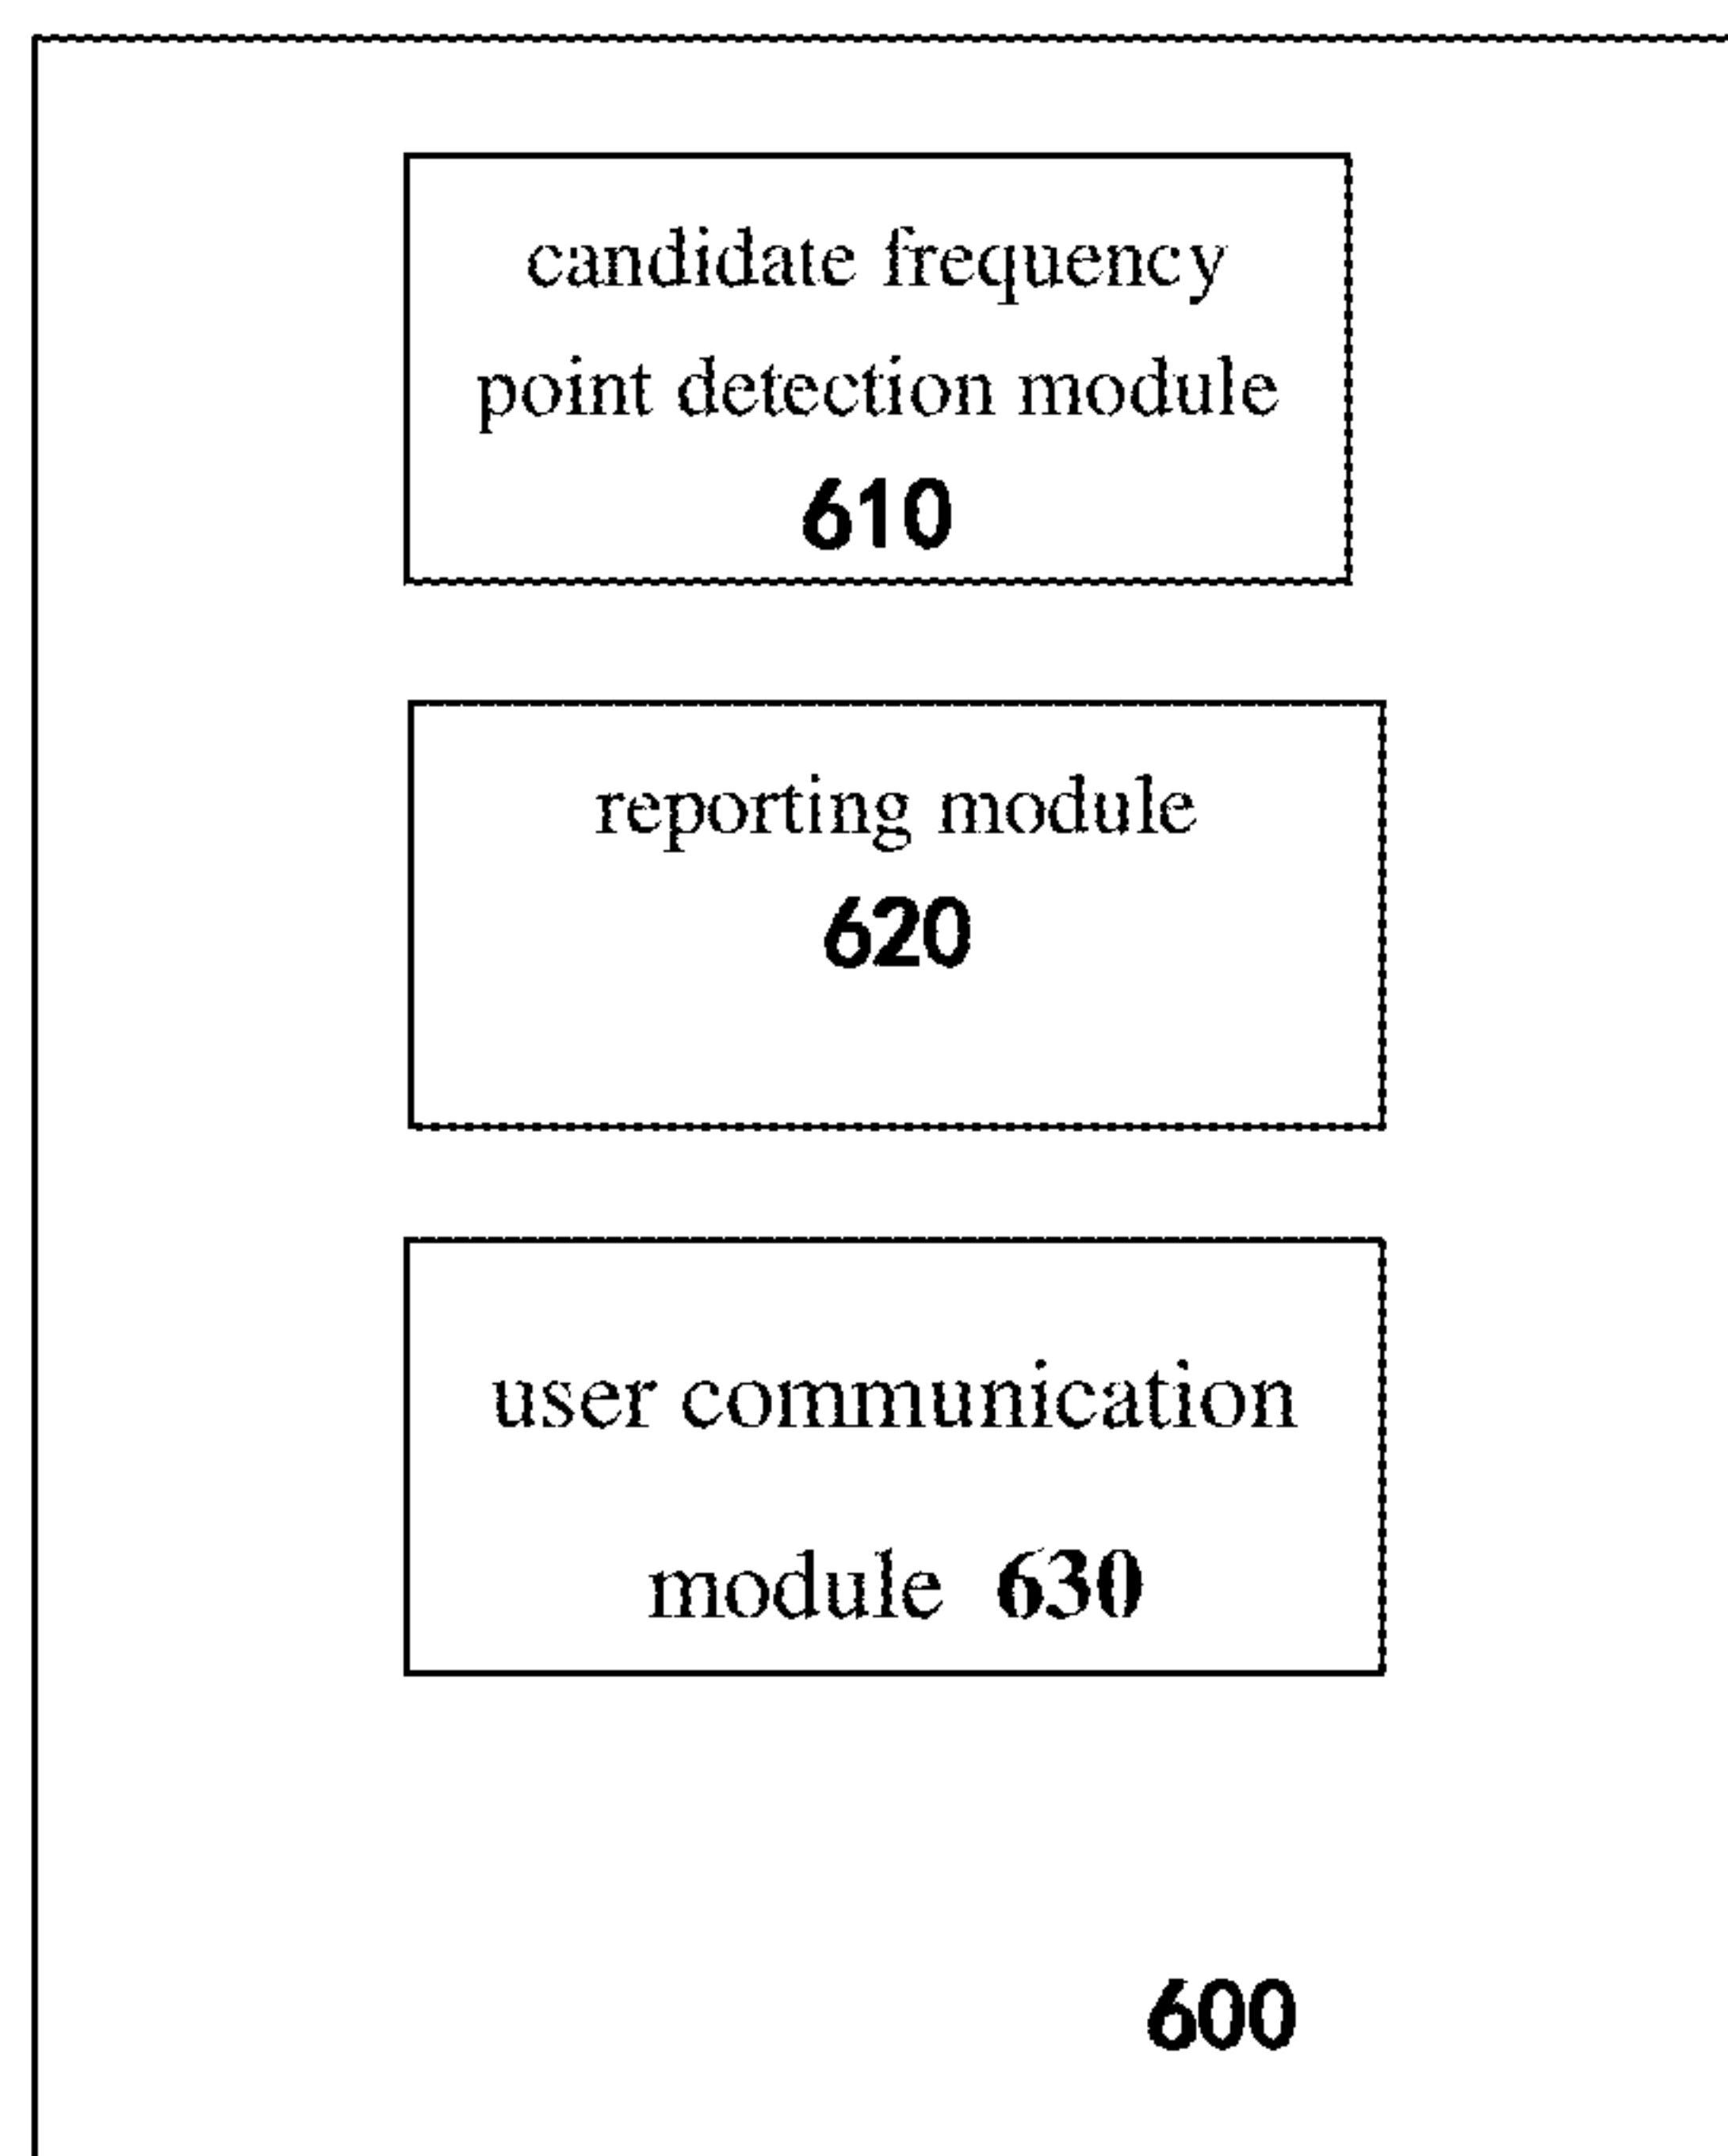 candidate frequency
point detection module
610
reporting module
620
user communication
module 630
600